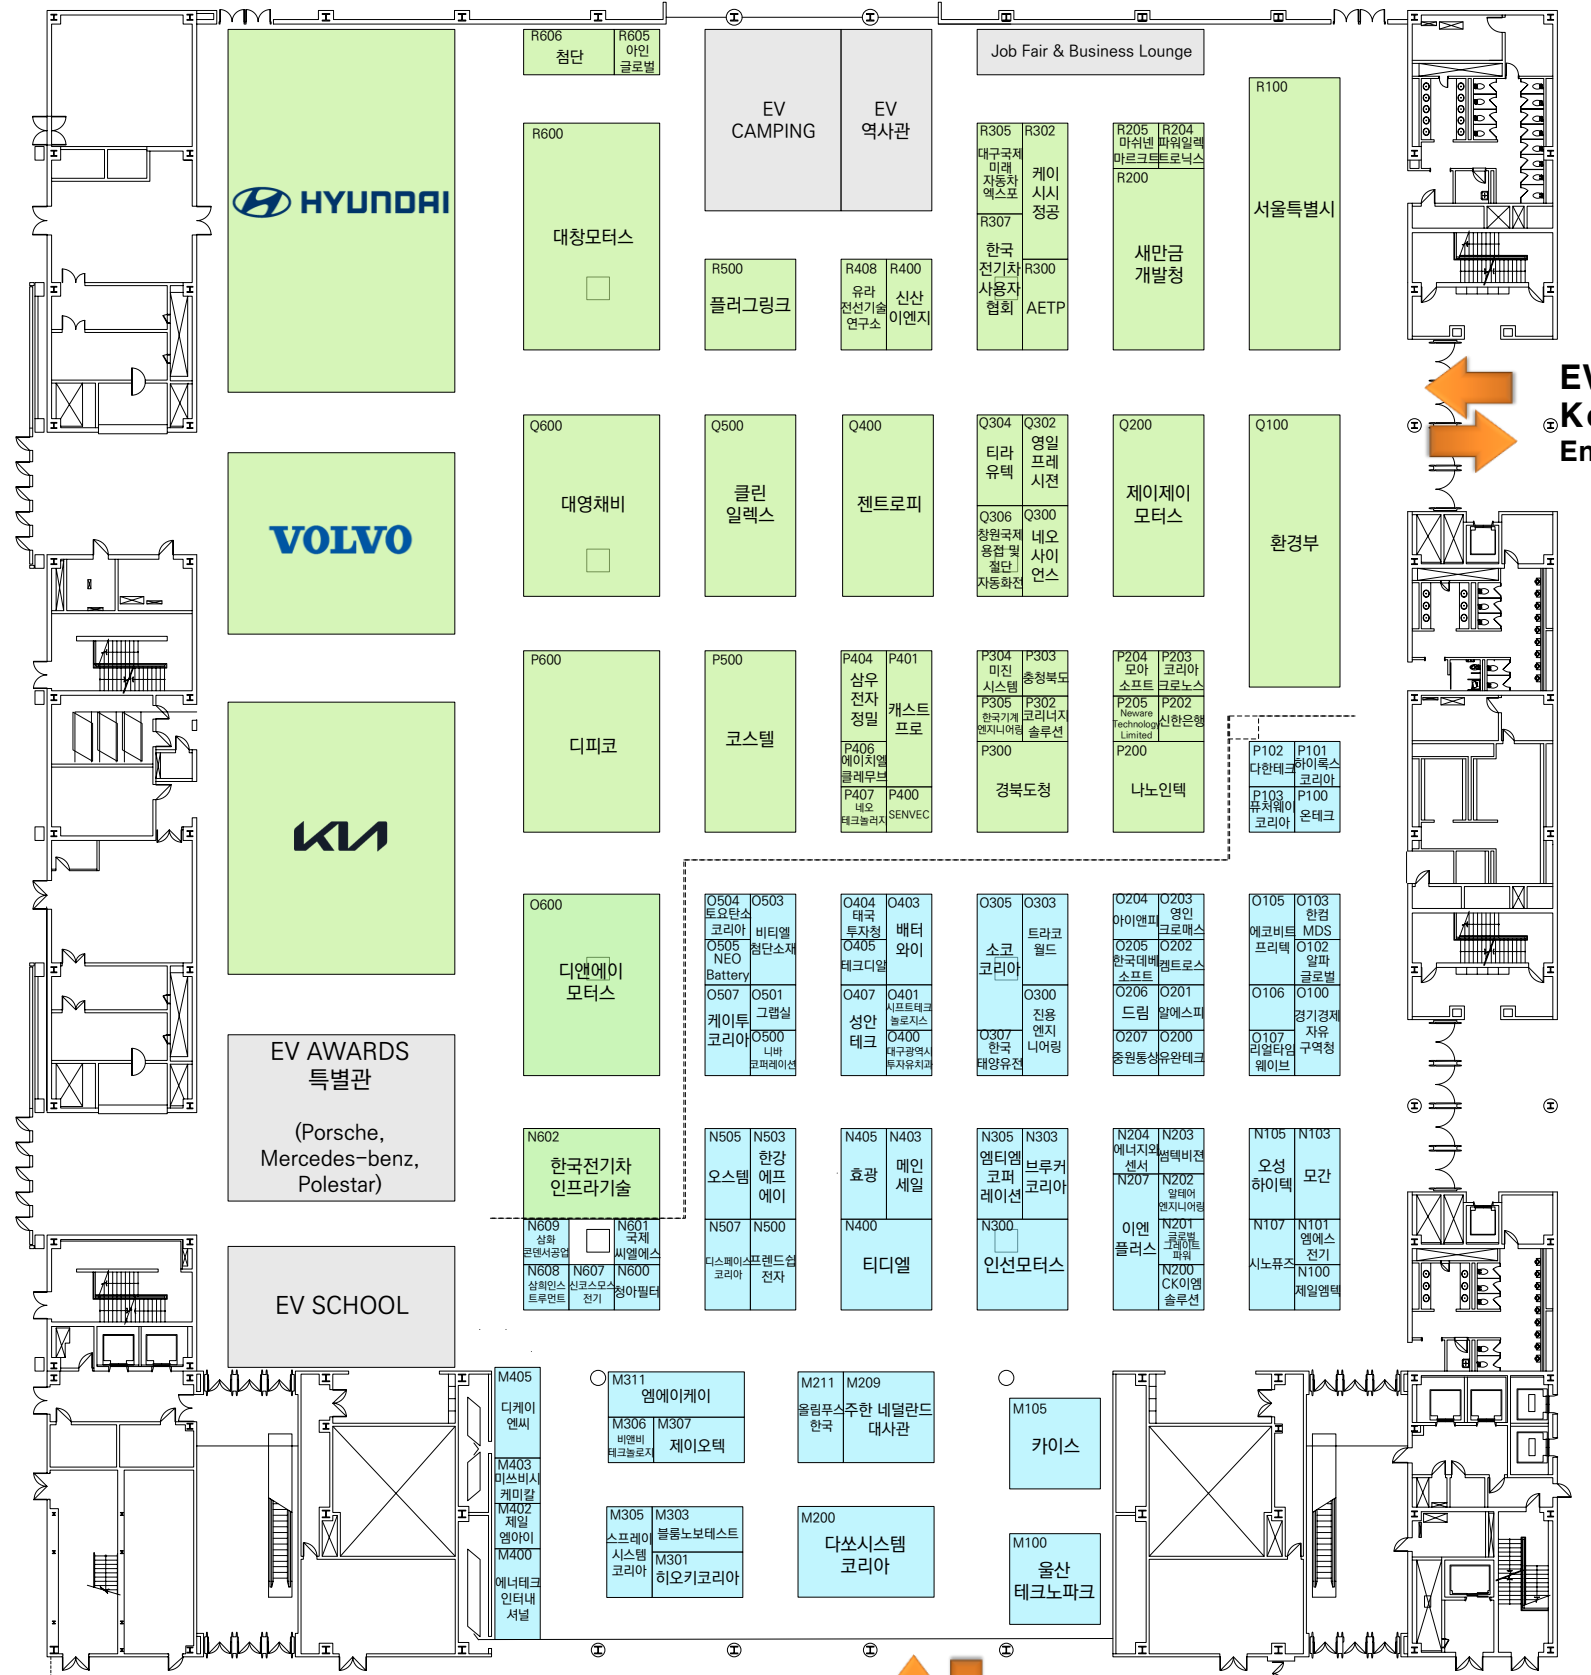 R606
첨단
R605
아인
글로벌
Job Fair & Business Lounge
HYUNDAI
R600
대창모터스
EV
CAMPING
EV
역사관
R305
대구국제
미래
자동차
엑스포
R302
케이
시시
정공
R205
마쉬넨
마르크트
R204
파워일렉
트로닉스
R100
서울특별시
R200
새만금
개발청
R307
한국
전기차
사용자
협회
R300
AETP
R500
플러그링크
R408
유라
전선기술
연구소
R400
신산
이엔지
EV
Ko
En
VOLVO
Q600
대영채비
Q500
클린
일렉스
Q400
젠트로피
Q304
티라
유텍
Q302
영일
프레
시젼
Q306
창원국제
용접 및
절단
자동화전
Q300
네오
사이
언스
Q200
제이제이
모터스
Q100
환경부
KIA
P600
디피코
P500
코스텔
P404
삼우
전자
정밀
P401
캐스트
프로
P406
에이치엘
클레무브
P407
네오
테크놀러지
P400
SENVEC
P304
미진
시스템
P303
충청북도
P305
한국기계
엔지니어링
P302
코리너지
솔루션
P300
경북도청
P204
모아
소프트
P203
코리아
크로노스
P205
Neware
Technology
Limited
P202
신한은행
P200
나노인텍
P102
다한테크
P101
하이록스
코리아
P103
퓨처웨이
코리아
P100
온테크
O600
디앤에이
모터스
O504
토요탄소
코리아
O503
비티엘
첨단소재
O505
NEO
Battery
O507
케이투
코리아
O501
그랩실
O500
니바
코퍼레이션
O404
태국
투자청
O403
배터
와이
O405
테크디알
O407
성안
테크
O401
시프트테크
놀로지스
O400
대구광역시
투자유치과
O305
소코
코리아
O303
트라코
월드
O307
한국
태양유전
O300
진용
엔지
니어링
O204
아이앤피
O203
영인
크로매스
O205
한국데베
소프트
O202
켐트로스
O206
드림
O201
알에스피
O207
중원통상
O200
유완테크
O105
에코비트
프리텍
O103
한컴
MDS
O102
알파
글로벌
O106
O100
경기경제
자유
구역청
O107
리얼타임
웨이브
EV AWARDS
특별관
(Porsche,
Mercedes-benz,
Polestar)
EV SCHOOL
N602
한국전기차
인프라기술
N609
삼화
콘덴서공업
N601
국제
씨엘에스
N608
삼희인스
트루먼트
N607
신코스모스
전기
N600
청아필터
N505
오스템
N503
한강
에프
에이
N507
디스페이스
코리아
N500
프렌드쉽
전자
N405
효광
N403
메인
세일
N400
티디엘
N305
엠티엠
코퍼
레이션
N303
브루커
코리아
N300
인선모터스
N204
에너지와
센서
N203
썸텍비젼
N207
이엔
플러스
N202
알테어
엔지니어링
N201
글로벌
그레이트
파워
N200
CK이엠
솔루션
N105
오성
하이텍
N103
모간
N107
시노퓨즈
N101
엠에스
전기
N100
제일엠텍
M405
디케이
엔씨
M403
미쓰비시
케미칼
M402
제일
엠아이
M400
에너테크
인터내
셔널
M311
엠에이케이
M306
비앤비
테크놀로지
M307
제이오텍
M305
스프레이
시스템
코리아
M303
블룸노보테스트
M301
히오키코리아
M211
올림푸스
한국
M209
주한 네덜란드
대사관
M200
다쏘시스템
코리아
M105
카이스
M100
울산
테크노파크